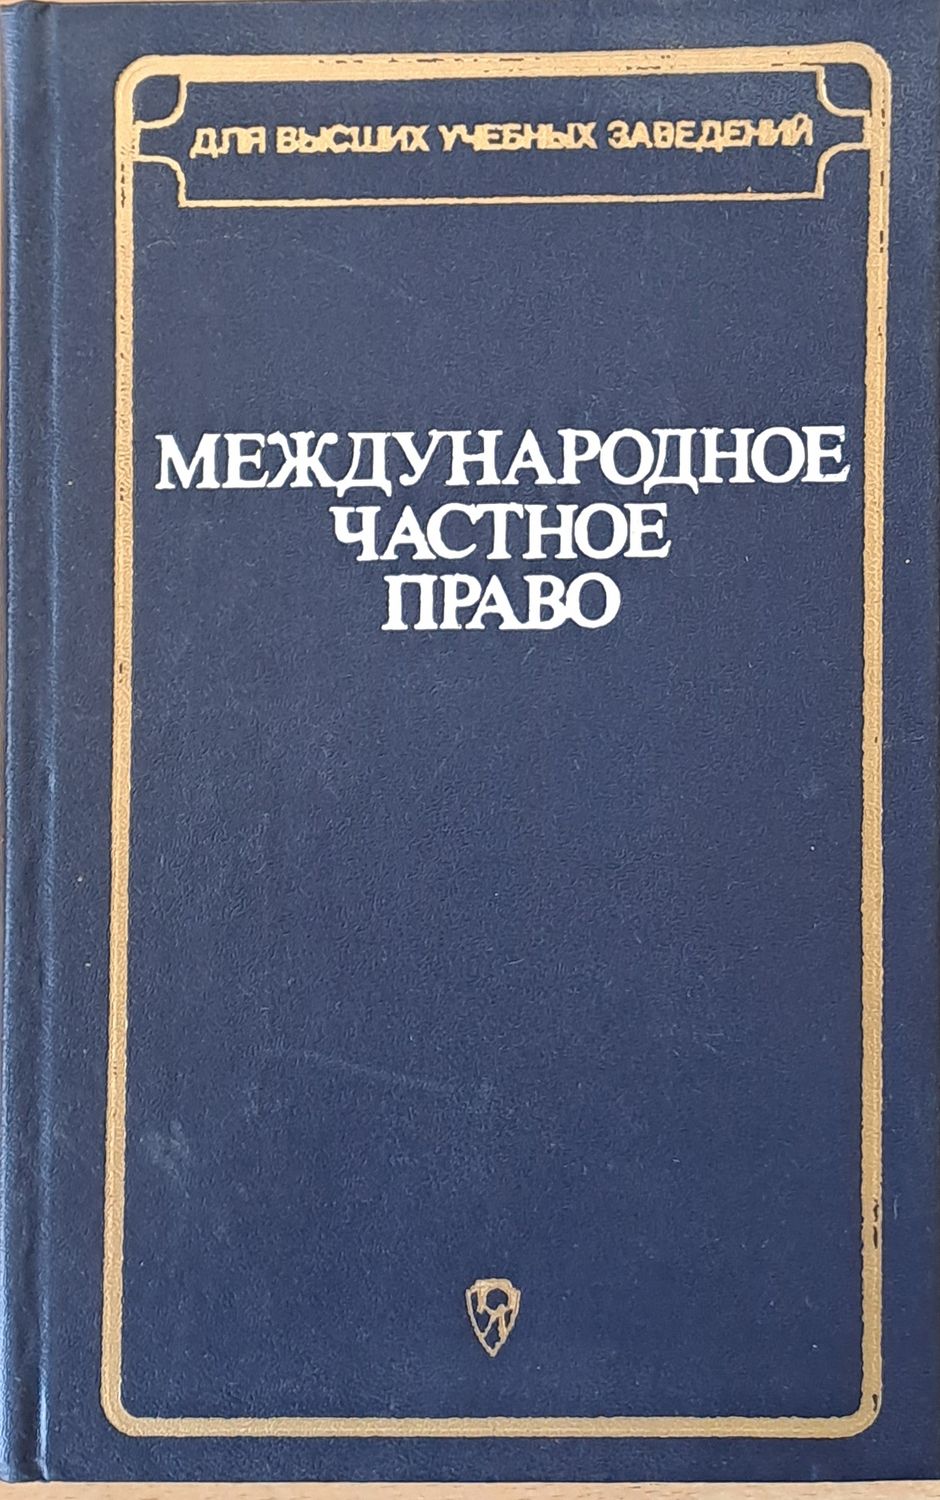 ДЛЯ ВЫСШИХ УЧЕБНЫХ ЗАВЕДЕНИЙ
МЕЖДУНАРОДНОЕ
ЧАСТНОЕ
ПРАВО